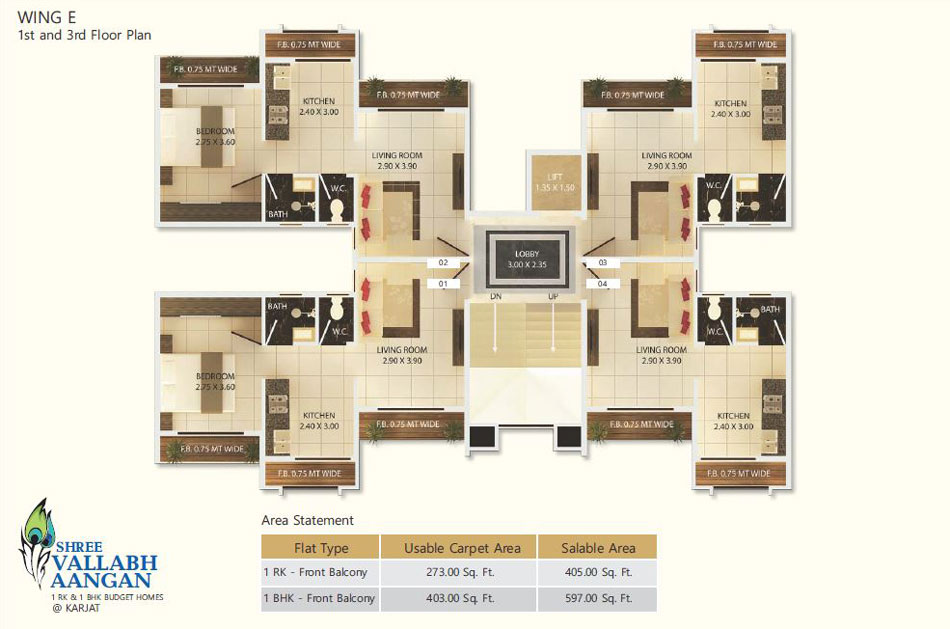 WING E
1st and 3rd Floor Plan
F.B. 0.75 MT WIDE
F.B. 0.75 MT WIDE
F.B. 0.75 MT WIDE
F.B. 0.75 MT WIDE
F.B. 0.75 MT WIDE
F.B. 0.75 MT WIDE
KITCHEN
2.40 X 3.00
KITCHEN
2.40 X 3.00
BEDROOM
2.75 X 3.60
LIVING ROOM
2.90 X 3.90
LIVING ROOM
2.90 X 3.90
LIFT
1.35 X 1.50
W.C.
W.C.
BATH
LOBBY
3.00 X 2.35
02
03
01
04
DN
UP
BATH
W.C.
W.C.
BATH
LIVING ROOM
2.90 X 3.90
LIVING ROOM
2.90 X 3.90
BEDROOM
2.75 X 3.60
KITCHEN
2.40 X 3.00
KITCHEN
2.40 X 3.00
F.B. 0.75 MT WIDE
F.B. 0.75 MT WIDE
F.B. 0.75 MT WIDE
F.B. 0.75 MT WIDE
F.B. 0.75 MT WIDE
Area Statement
Flat Type Usable Carpet Area Salable Area
1 RK - Front Balcony 273.00 Sq. Ft. 405.00 Sq. Ft.
1 BHK - Front Balcony 403.00 Sq. Ft. 597.00 Sq. Ft.
SHREE
VALLABH
AANGAN
1 RK & 1 BHK BUDGET HOMES
@ KARJAT